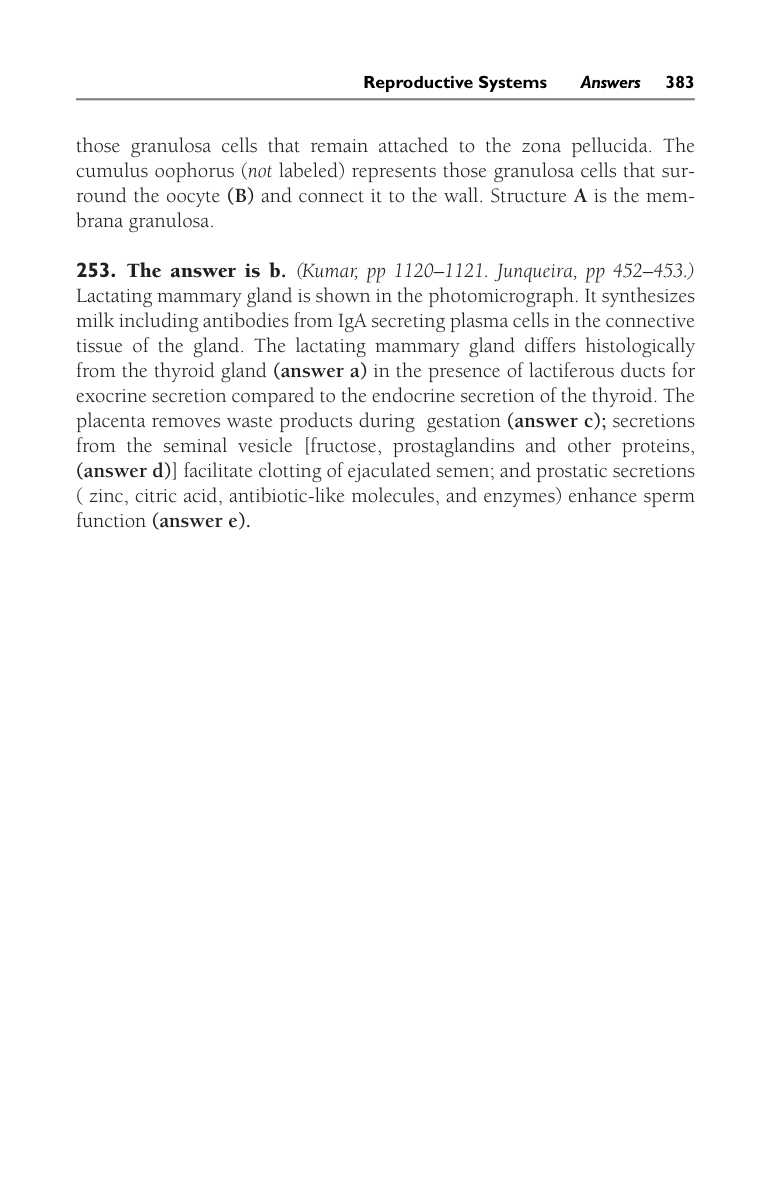 Reproductive Systems Answers 383
those granulosa cells that remain attached to the zona pellucida. The
cumulus oophorus (not labeled) represents those granulosa cells that sur-
round the oocyte (B) and connect it to the wall. Structure A is the mem-
brana granulosa.
253. The answer is b. (Kumar, pp 1120–1121. Junqueira, pp 452–453.)
Lactating mammary gland is shown in the photomicrograph. It synthesizes
milk including antibodies from IgA secreting plasma cells in the connective
tissue of the gland. The lactating mammary gland differs histologically
from the thyroid gland (answer a) in the presence of lactiferous ducts for
exocrine secretion compared to the endocrine secretion of the thyroid. The
placenta removes waste products during gestation (answer c); secretions
from the seminal vesicle [fructose, prostaglandins and other proteins,
(answer d)] facilitate clotting of ejaculated semen; and prostatic secretions
( zinc, citric acid, antibiotic-like molecules, and enzymes) enhance sperm
function (answer e).